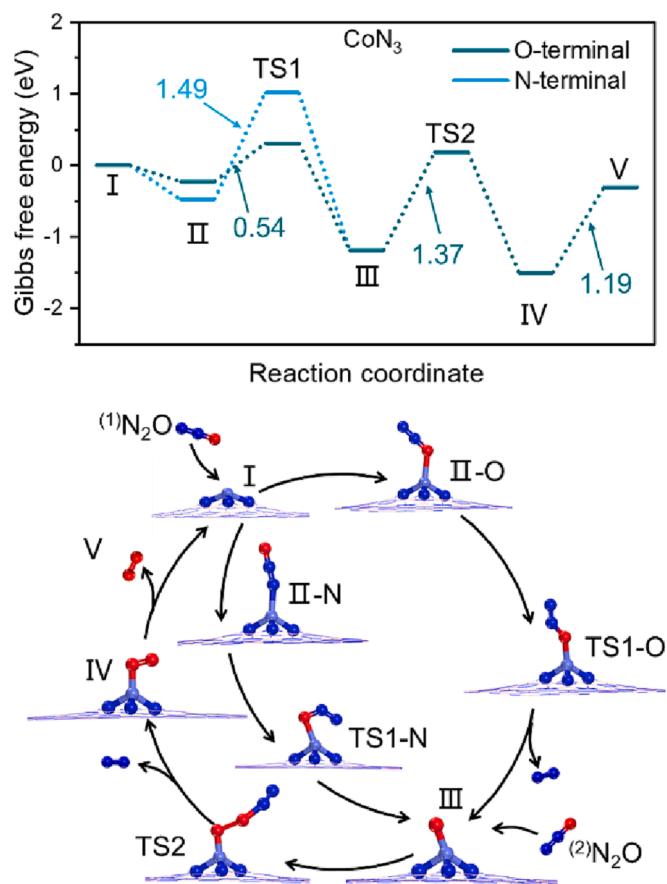 CoN₃
O-terminal
N-terminal
Gibbs free energy (eV)
2
1
0
-1
-2
I
II
TS1
III
TS2
IV
V
1.49
0.54
1.37
1.19
Reaction coordinate
⁽¹⁾N₂O
I
II-O
V
II-N
IV
TS1-O
TS1-N
III
TS2
⁽²⁾N₂O